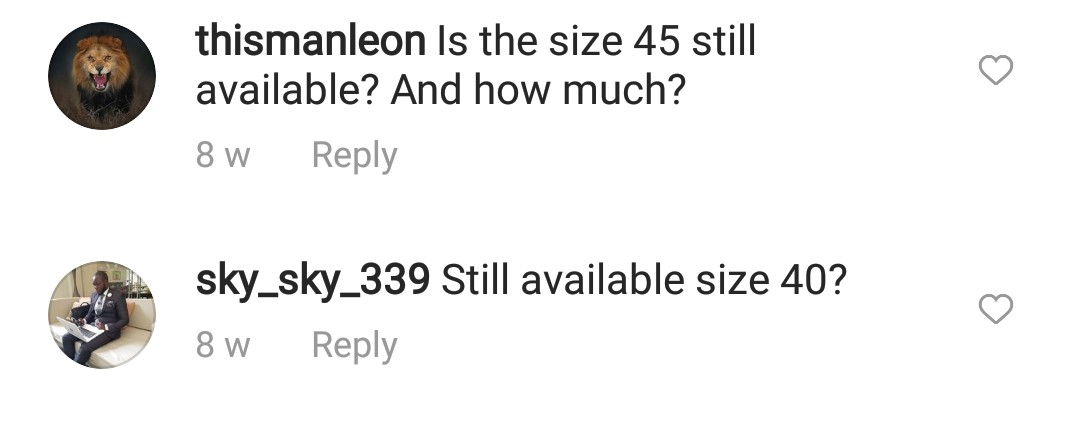 thismanleon Is the size 45 still
available? And how much?
8 w Reply
sky_sky_339 Still available size 40?
8 w Reply